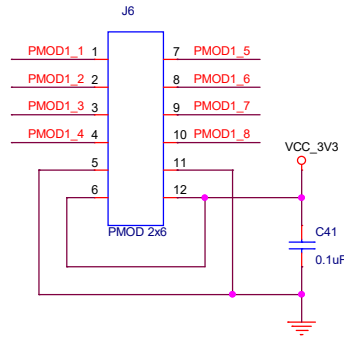 J6
PMOD1_1 1 7 PMOD1_5
PMOD1_2 2 8 PMOD1_6
PMOD1_3 3 9 PMOD1_7
PMOD1_4 4 10 PMOD1_8
VCC_3V3
5 11
6 12
PMOD 2x6
C41
0.1uF